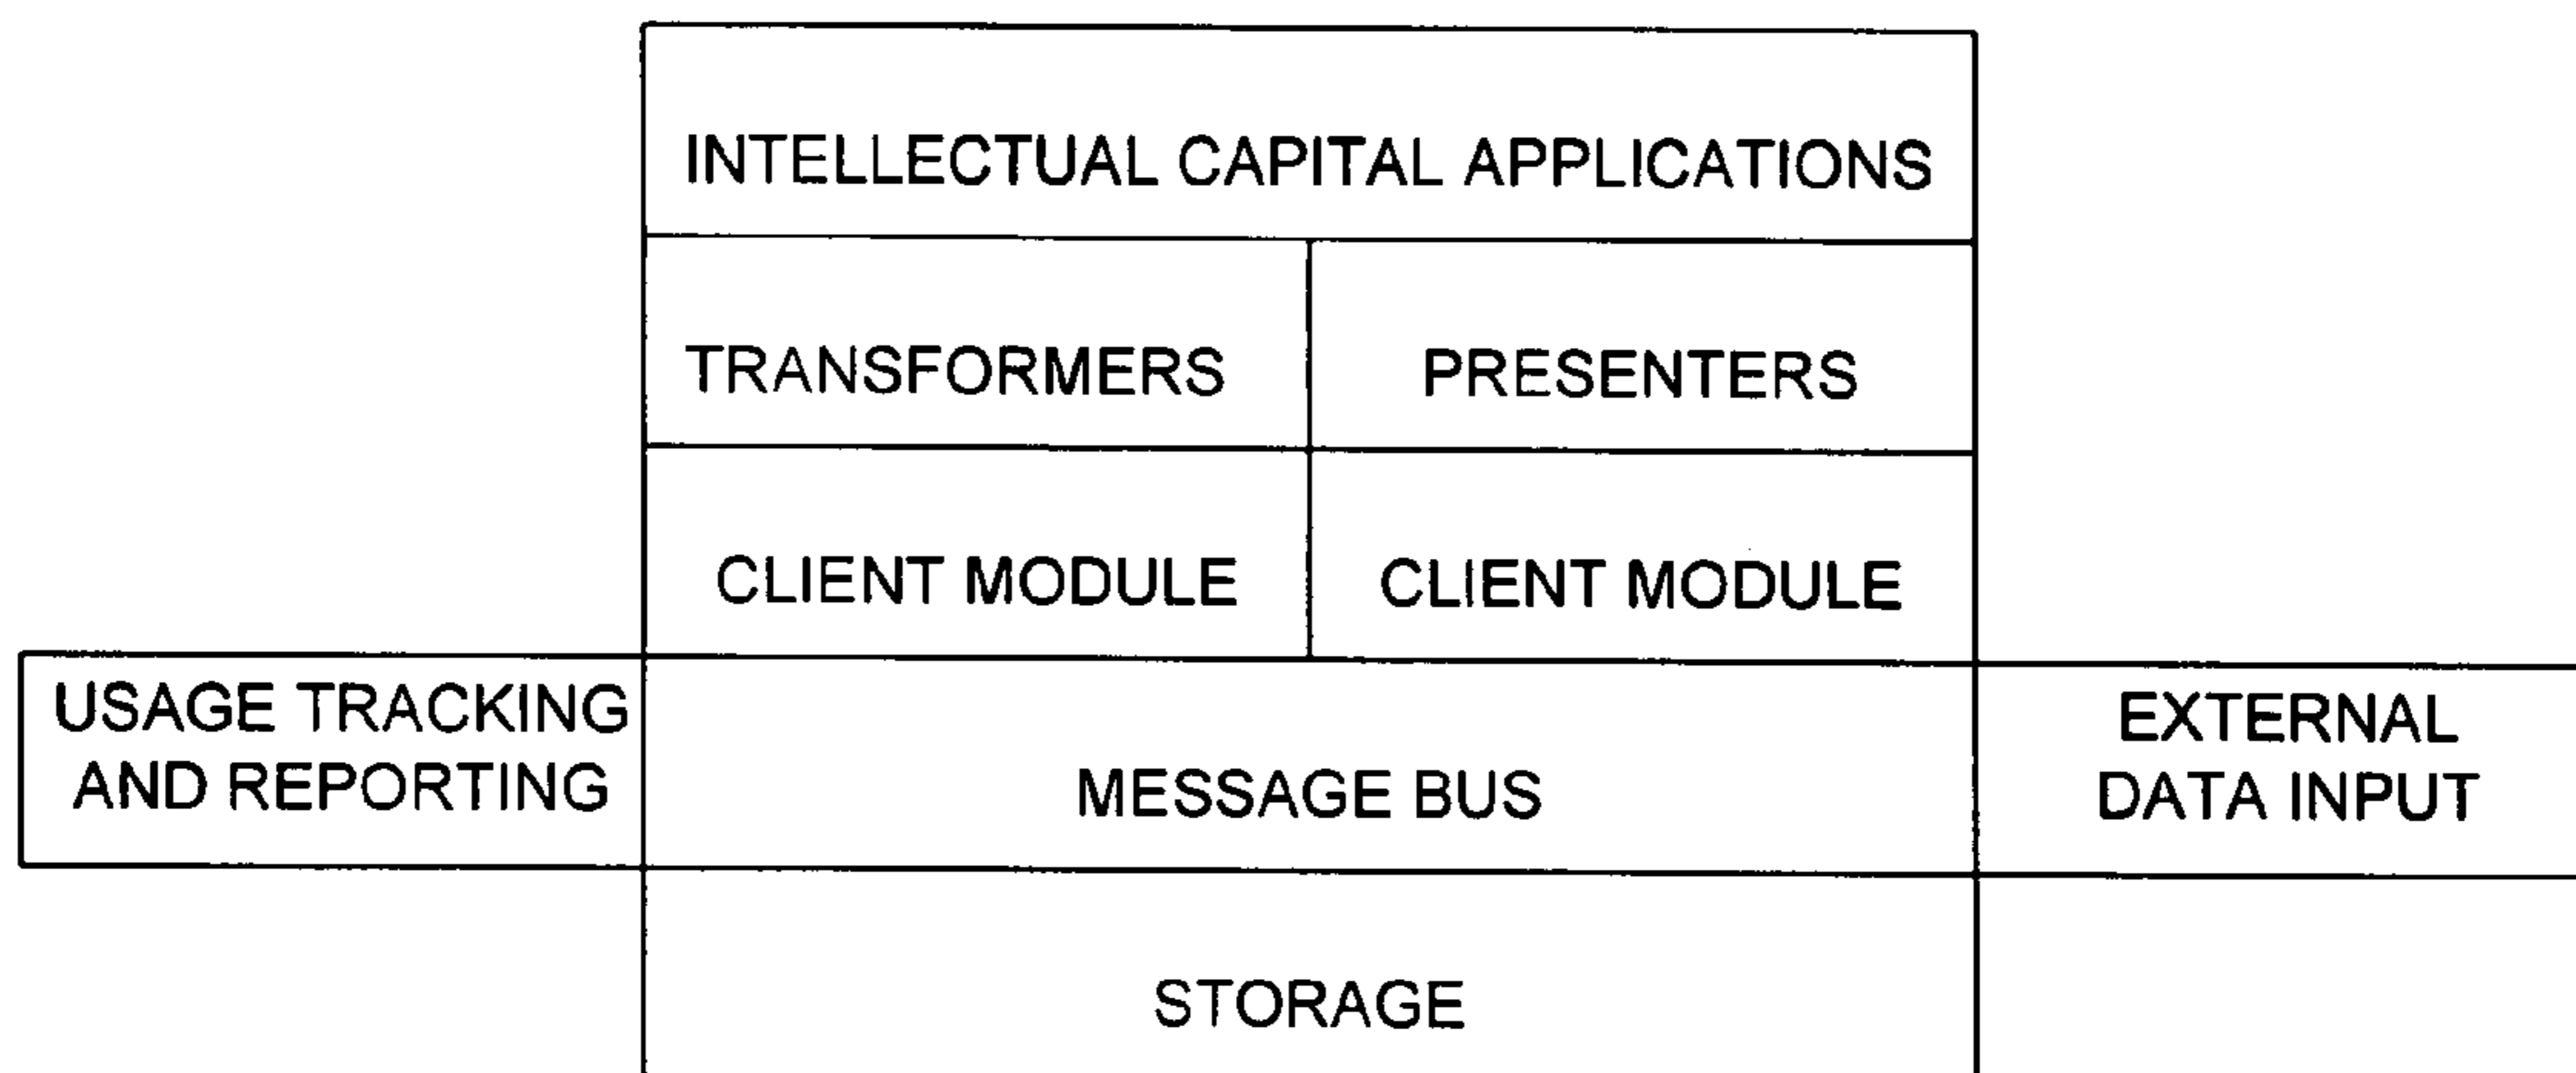 INTELLECTUAL CAPITAL APPLICATIONS
TRANSFORMERS
PRESENTERS
CLIENT MODULE
CLIENT MODULE
USAGE TRACKING
AND REPORTING
MESSAGE BUS
EXTERNAL
DATA INPUT
STORAGE